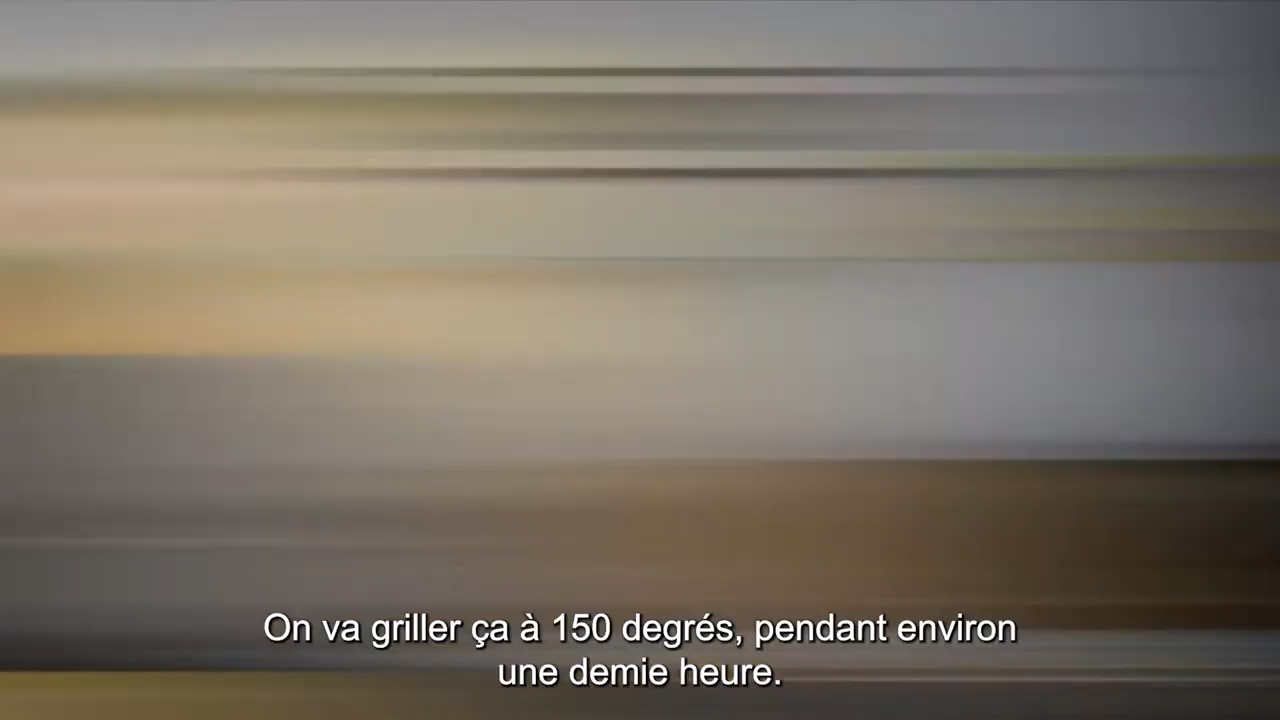 On va griller ça à 150 degrés, pendant environ
une demie heure.